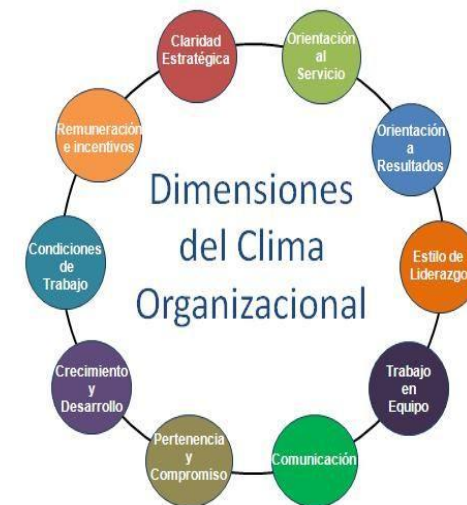 Dimensiones
del Clima
Organizacional
Claridad
Estratégica
Orientación
al
Servicio
Orientación
a
Resultados
Estilo de
Liderazgo
Trabajo
en
Equipo
Comunicación
Pertenencia
y
Compromiso
Crecimiento
y
Desarrollo
Condiciones
de
Trabajo
Remuneración
e incentivos